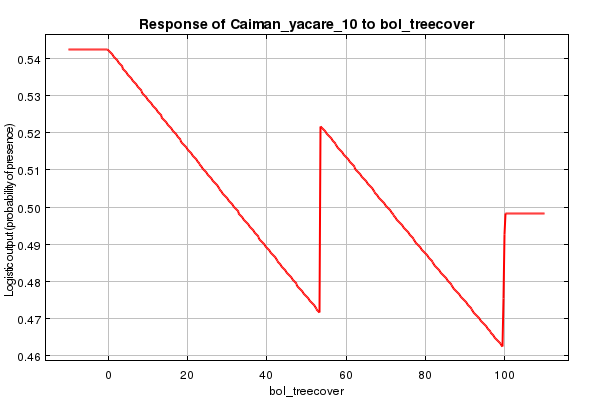 Response of Caiman_yacare_10 to bol_treecover
Logistic output (probability of presence)
0.54
0.53
0.52
0.51
0.50
0.49
0.48
0.47
0.46
0 20 40 60 80 100
bol_treecover